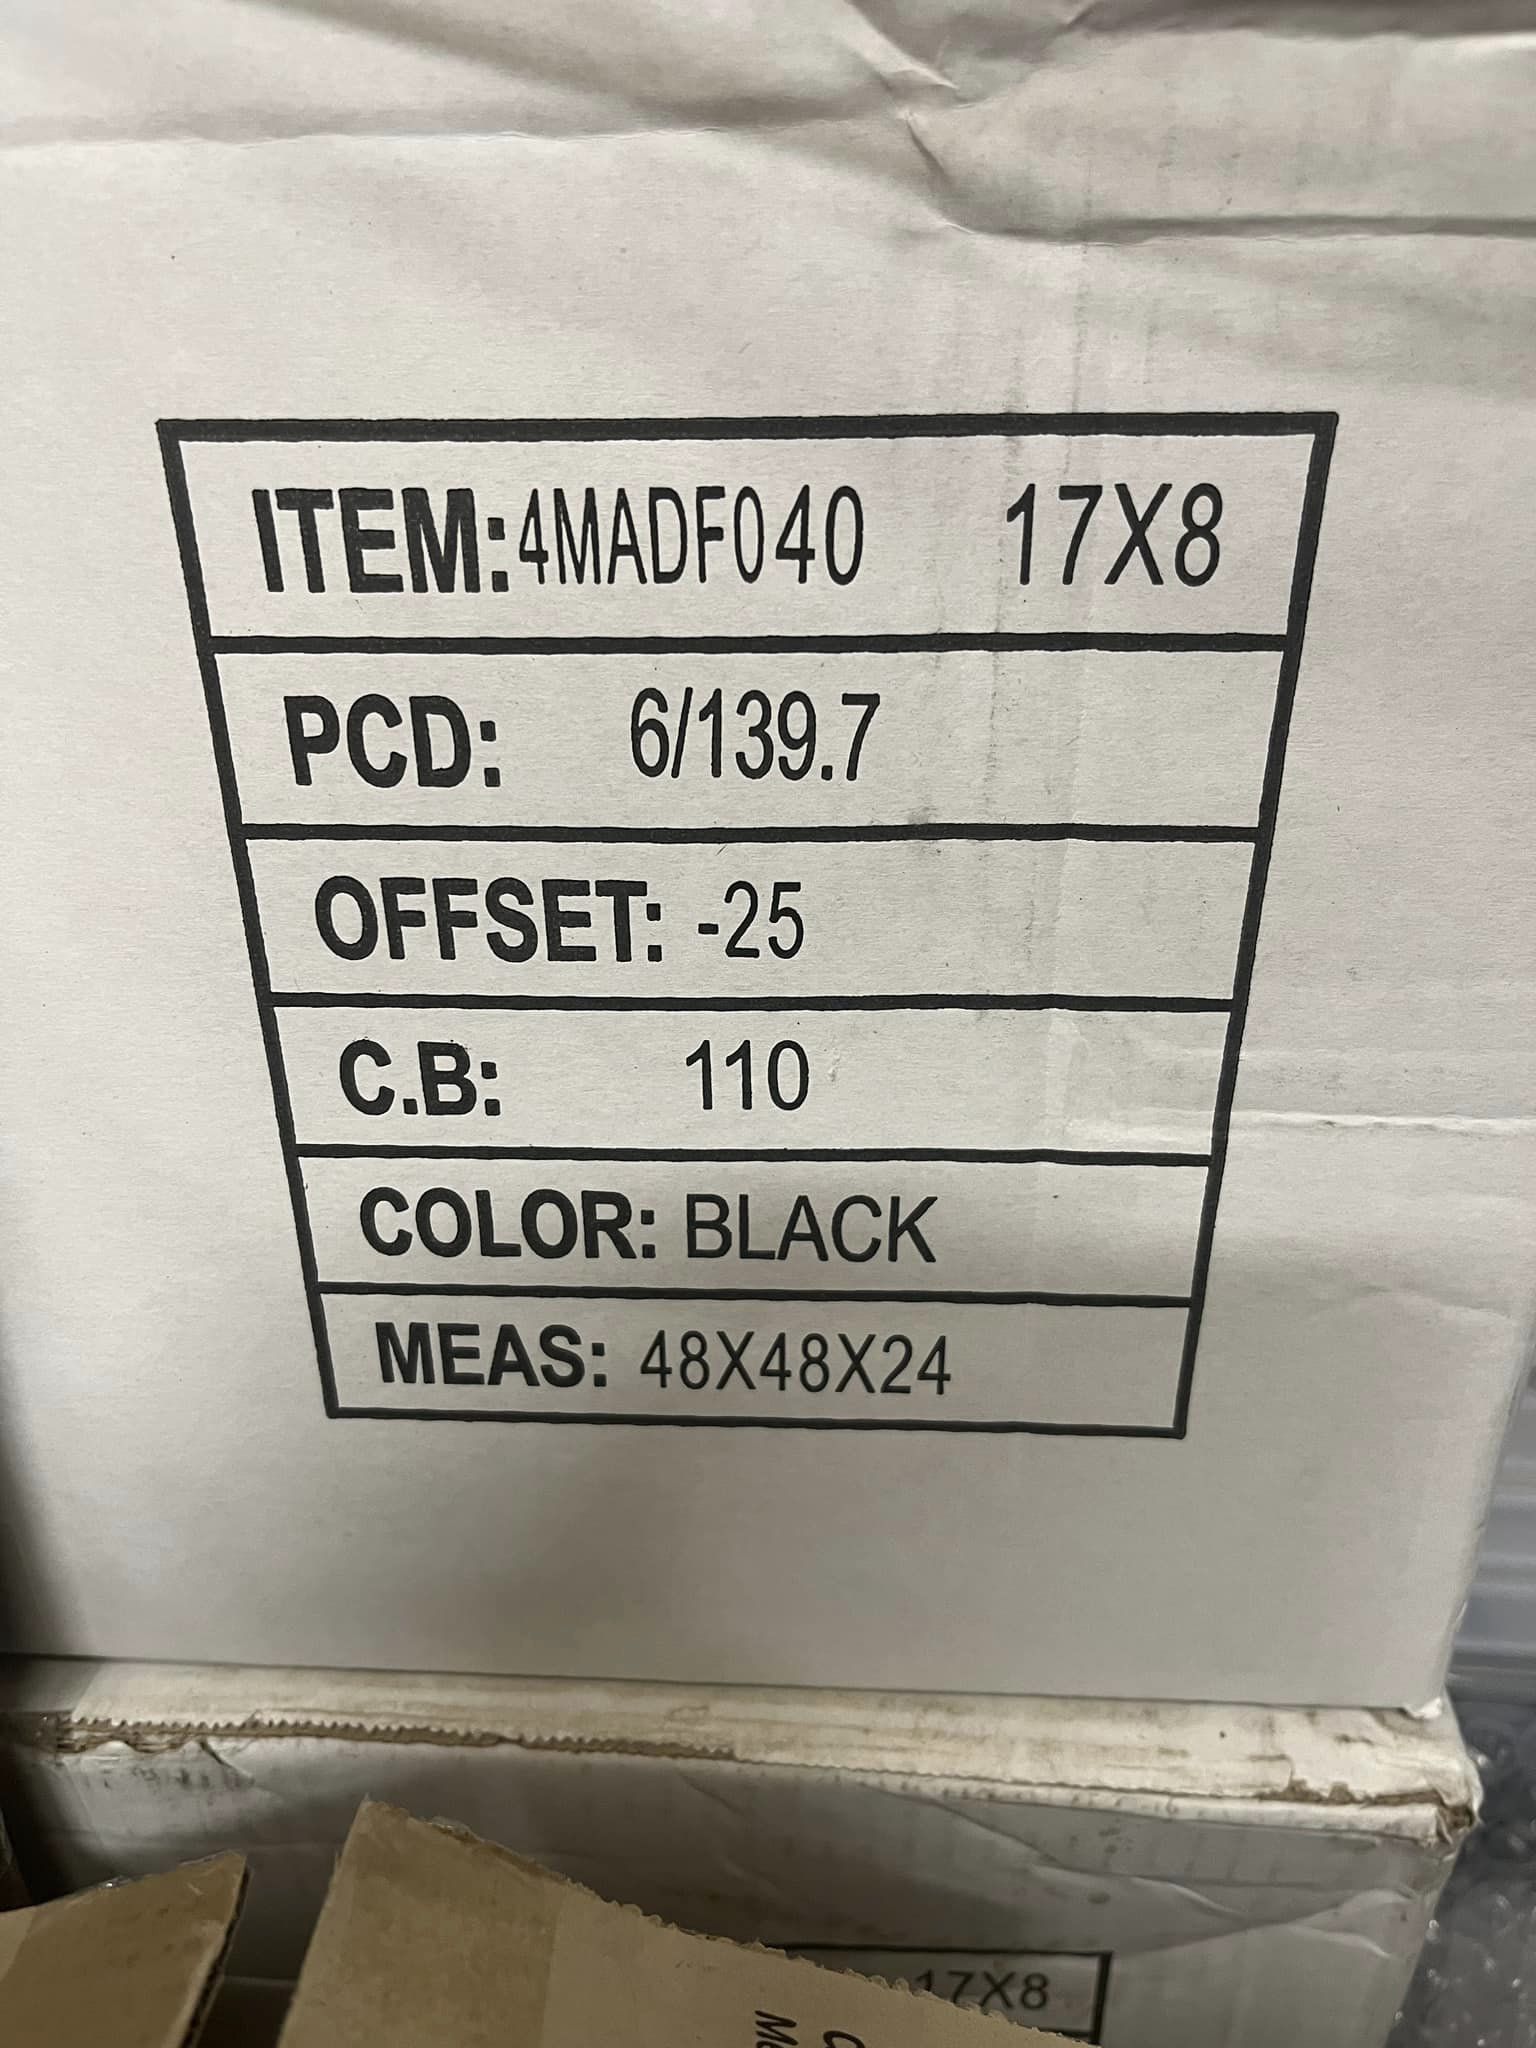 ITEM:4MADF040 17X8
PCD: 6/139.7
OFFSET: -25
C.B: 110
COLOR: BLACK
MEAS: 48X48X24
17X8